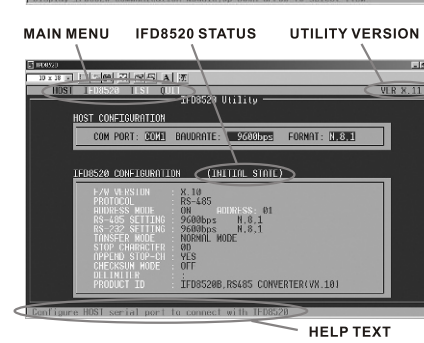 MAIN MENU IFD8520 STATUS UTILITY VERSION
IFD8520
10 x 18
HOST IFD8520 TEST QUIT VER X.11
IFD8520 Utility
HOST CONFIGURATION
COM PORT: COM1 BAUDRATE: 9600bps FORMAT: N,8,1
IFD8520 CONFIGURATION (INITIAL STATE)
F/W VERSION : X.10
PROTOCOL : RS-485
ADDRESS MODE : ON ADDRESS: 01
RS-485 SETTING : 9600bps N,8,1
RS-232 SETTING : 9600bps N,8,1
TANSFER MODE : NORMAL MODE
STOP CHARACTER : 0D
APPEND STOP-CH : YES
CHECKSUM MODE : OFF
DELIMITER : :
PRODUCT ID : IFD8520B,RS485 CONVERTER(VX.10)
Configure HOST serial port to connect with IFD8520
HELP TEXT